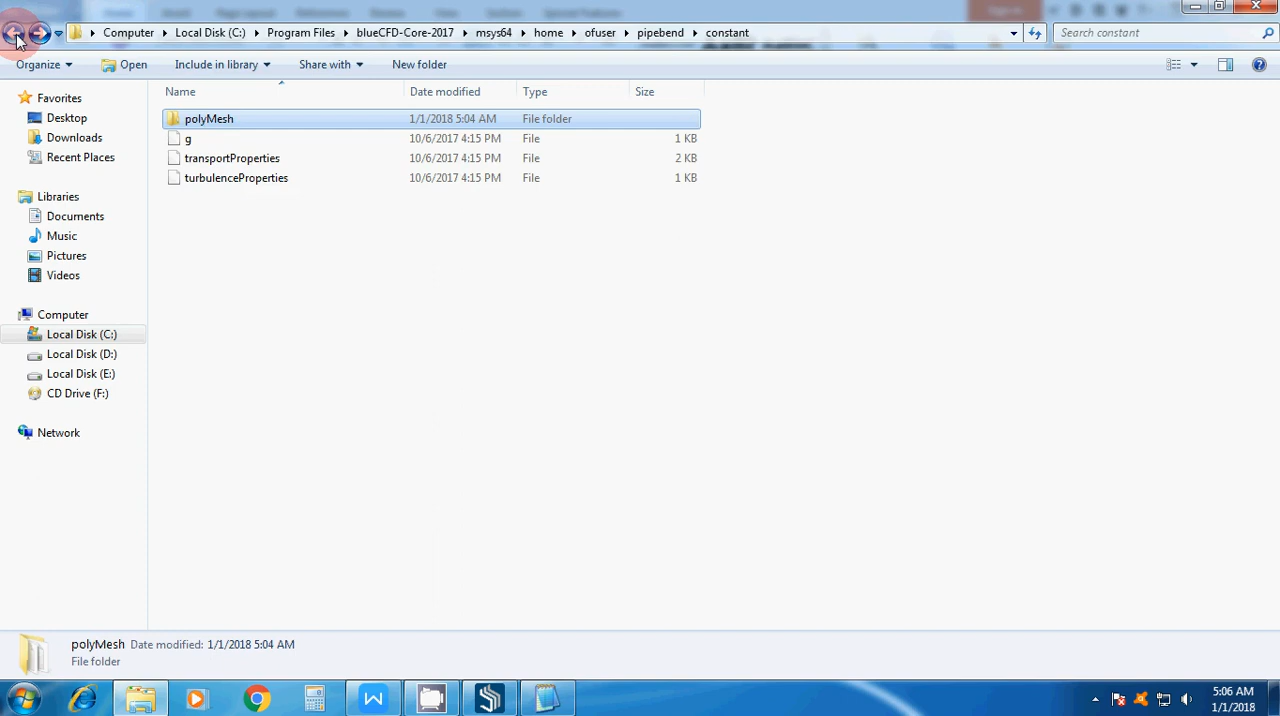 Computer Local Disk (C:) Program Files blueCFD-Core-2017 msys64 home ofuser pipebend constant
Search constant
Organize Open Include in library Share with New folder
Name Date modified Type Size
polyMesh 1/1/2018 5:04 AM File folder
g 10/6/2017 4:15 PM File 1 KB
transportProperties 10/6/2017 4:15 PM File 2 KB
turbulenceProperties 10/6/2017 4:15 PM File 1 KB
Favorites
Desktop
Downloads
Recent Places
Libraries
Documents
Music
Pictures
Videos
Computer
Local Disk (C:)
Local Disk (D:)
Local Disk (E:)
CD Drive (F:)
Network
polyMesh Date modified: 1/1/2018 5:04 AM
File folder
5:06 AM
1/1/2018